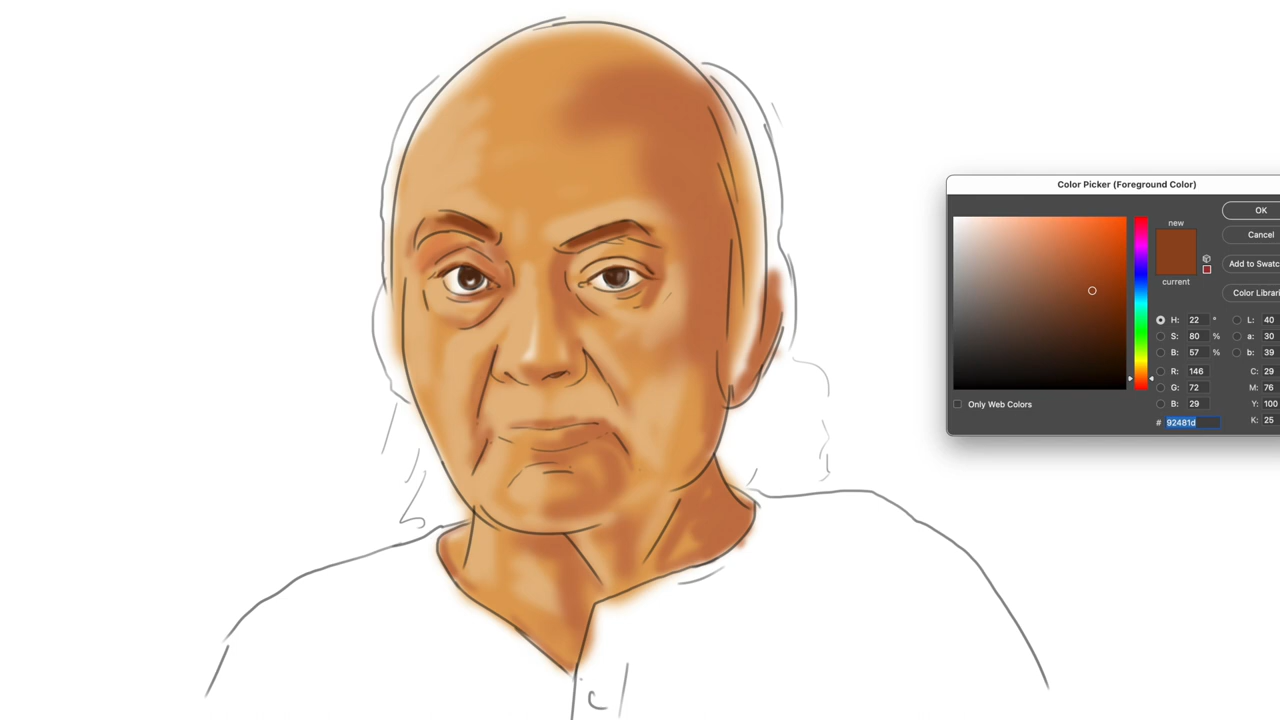 Color Picker (Foreground Color)
new
OK
Cancel
current
Add to Swatc
Color Librari
H: 22 °
L: 40
S: 80 %
a: 30
B: 57 %
b: 39
R: 146
C: 29
G: 72
M: 76
B: 29
Y: 100
Only Web Colors
# 92481d
K: 25